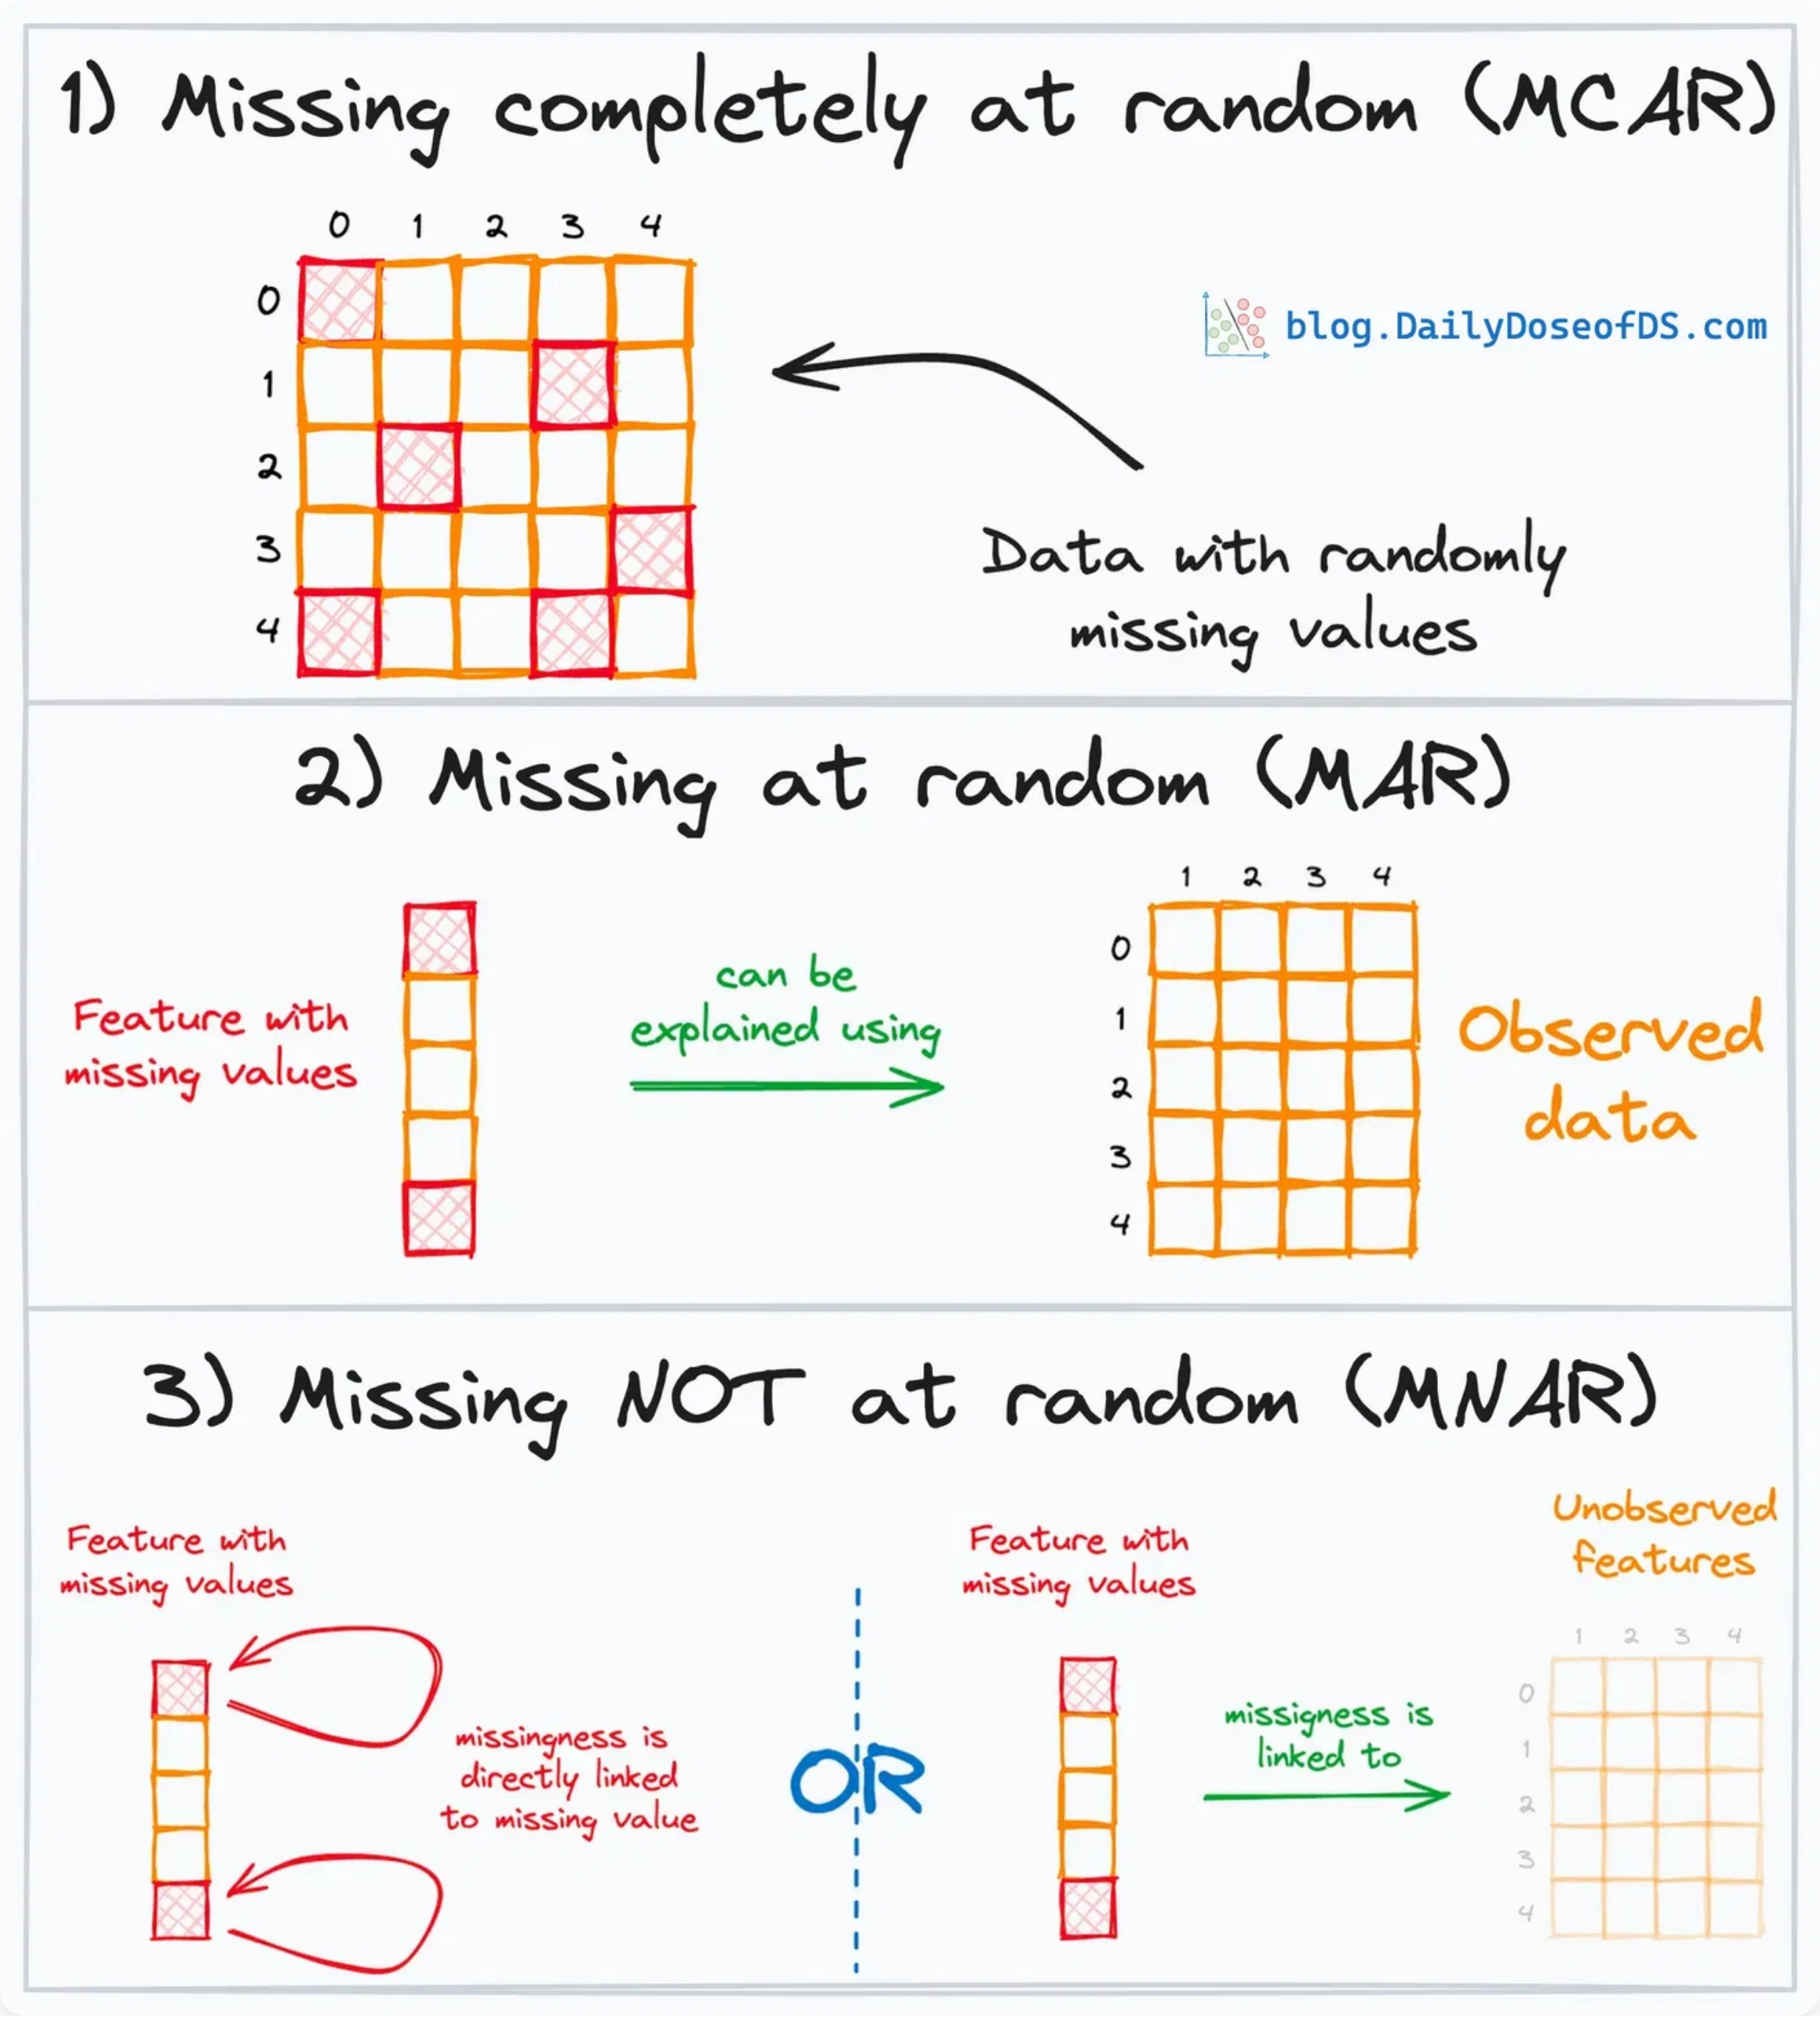 1) Missing completely at random (MCAR)
0 1 2 3 4
0
1
2
3
4
blog.DailyDoseofDS.com
Data with randomly
missing values
2) Missing at random (MAR)
Feature with
missing values
can be
explained using
1 2 3 4
0
1
2
3
4
Observed
data
3) Missing NOT at random (MNAR)
Feature with
missing values
missingness is
directly linked
to missing value
OR
Feature with
missing values
missigness is
linked to
Unobserved
features
1 2 3 4
0
1
2
3
4